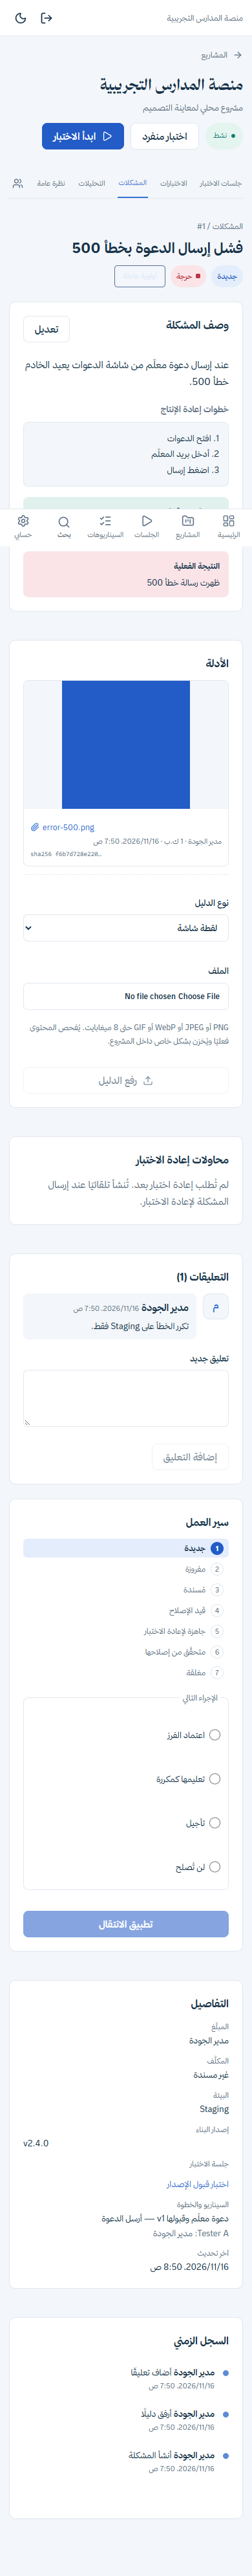 منصة المدارس التجريبية
المشاريع
منصة المدارس التجريبية
مشروع محلي لمعاينة التصميم
نشط
اختبار منفرد
ابدأ الاختبار
جلسات الاختبار
الاختبارات
المشكلات
التحليلات
نظرة عامة
المشكلات / #1
فشل إرسال الدعوة بخطأ 500
جديدة
حرجة
وصف المشكلة
تعديل
عند إرسال دعوة معلّم من شاشة الدعوات يعيد الخادم
خطأ 500.
خطوات إعادة الإنتاج
1. افتح الدعوات
2. أدخل بريد المعلّم
3. اضغط إرسال
الرئيسية
المشاريع
الجلسات
السيناريوهات
بحث
حسابي
النتيجة الفعلية
ظهرت رسالة خطأ 500
الأدلة
error-500.png
مدير الجودة · 1 ك.ب · 2026/11/16، 7:50 ص
sha256 f6b7d728e220…
نوع الدليل
لقطة شاشة
الملف
No file chosen Choose File
PNG أو JPEG أو WebP أو GIF حتى 8 ميغابايت. يُفحص المحتوى
فعليًا ويُخزن بشكل خاص داخل المشروع.
رفع الدليل
محاولات إعادة الاختبار
لم تُطلب إعادة اختبار بعد. تُنشأ تلقائيًا عند إرسال
المشكلة لإعادة الاختبار.
التعليقات (1)
م
مدير الجودة 2026/11/16، 7:50 ص
تكرر الخطأ على Staging فقط.
تعليق جديد
إضافة التعليق
سير العمل
1 جديدة
2 مفروزة
3 مُسندة
4 قيد الإصلاح
5 جاهزة لإعادة الاختبار
6 متحقَّق من إصلاحها
7 مغلقة
الإجراء التالي
اعتماد الفرز
تعليمها كمكررة
تأجيل
لن تُصلح
تطبيق الانتقال
التفاصيل
المبلّغ
مدير الجودة
المكلّف
غير مسندة
البيئة
Staging
إصدار البناء
v2.4.0
جلسة الاختبار
اختبار قبول الإصدار
السيناريو والخطوة
دعوة معلّم وقبولها v1 — أرسل الدعوة
Tester A: مدير الجودة
آخر تحديث
2026/11/16، 8:50 ص
السجل الزمني
مدير الجودة أضاف تعليقًا
2026/11/16، 7:50 ص
مدير الجودة أرفق دليلًا
2026/11/16، 7:50 ص
مدير الجودة أنشأ المشكلة
2026/11/16، 7:50 ص